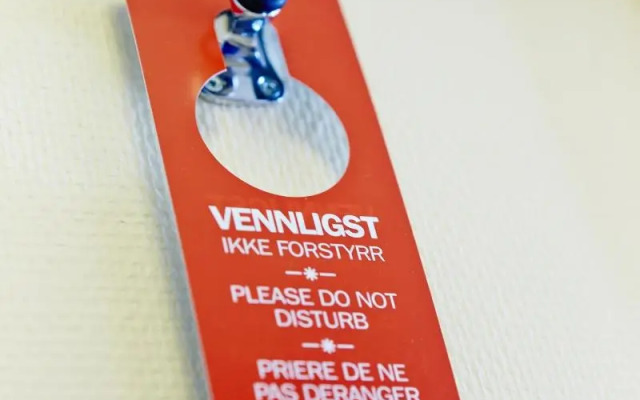 VENNLIGST
IKKE FORSTYRR
PLEASE DO NOT
DISTURB
PRIERE DE NE
PAS DERANGER